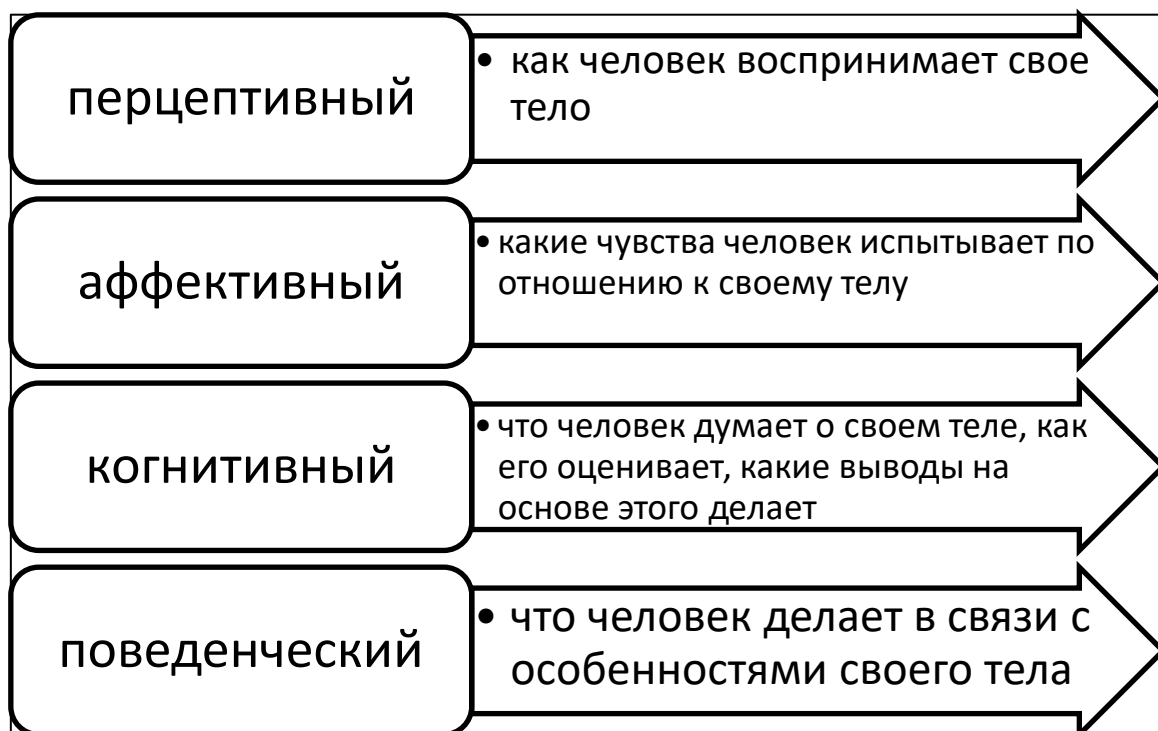 перцептивный
• как человек воспринимает свое
тело
аффективный
• какие чувства человек испытывает по
отношению к своему телу
когнитивный
• что человек думает о своем теле, как
его оценивает, какие выводы на
основе этого делает
поведенческий
• что человек делает в связи с
особенностями своего тела